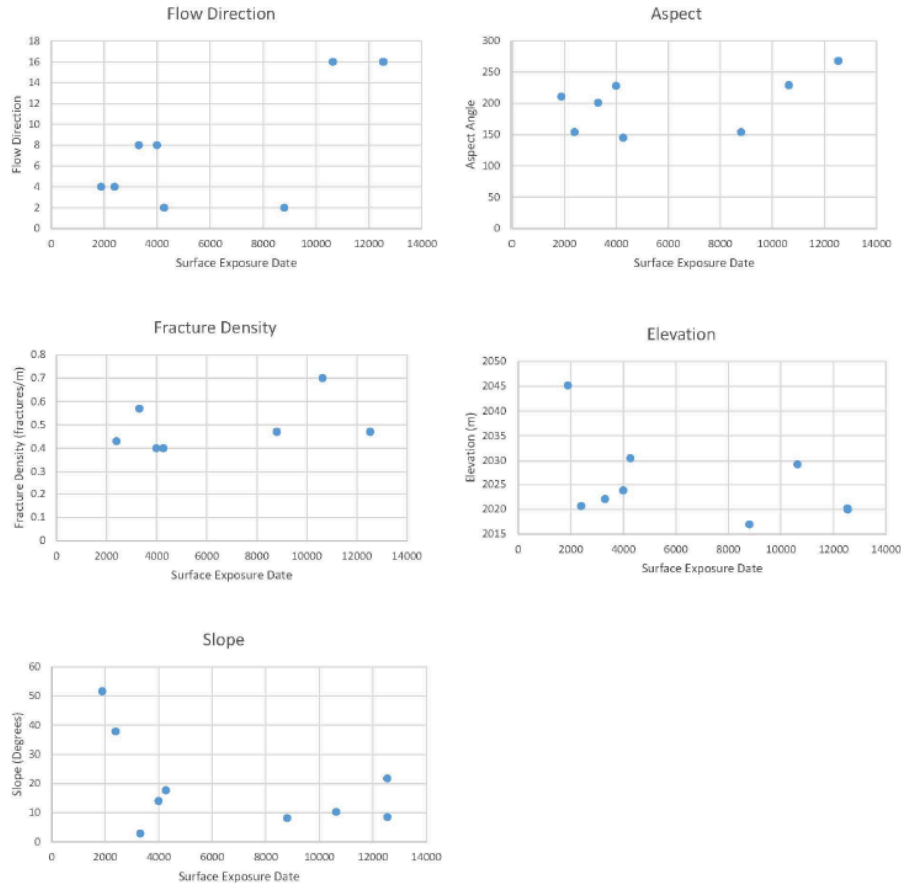 Flow Direction
18
16
14
12
10
8
6
4
2
0
Flow Direction
0 2000 4000 6000 8000 10000 12000 14000
Surface Exposure Date
Aspect
300
250
200
150
100
50
0
Aspect Angle
0 2000 4000 6000 8000 10000 12000 14000
Surface Exposure Date
Fracture Density
0.8
0.7
0.6
0.5
0.4
0.3
0.2
0.1
0
Fracture Density (fractures/m)
0 2000 4000 6000 8000 10000 12000 14000
Surface Exposure Date
Elevation
2050
2045
2040
2035
2030
2025
2020
2015
Elevation (m)
0 2000 4000 6000 8000 10000 12000 14000
Surface Exposure Date
Slope
60
50
40
30
20
10
0
Slope (Degrees)
0 2000 4000 6000 8000 10000 12000 14000
Surface Exposure Date